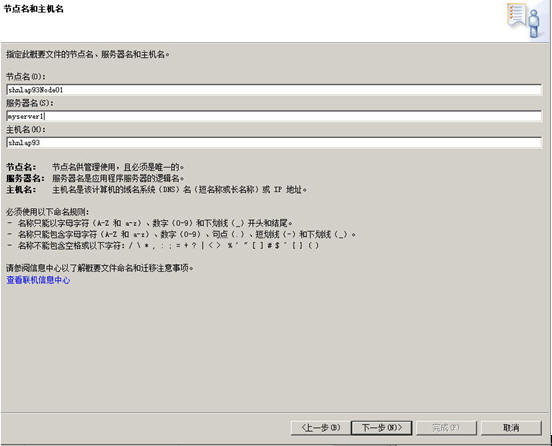 节点名和主机名
指定此概要文件的节点名、服务器名和主机名。
节点名(O):
shnlap93Node01
服务器名(S):
myserver1
主机名(H):
shnlap93
节点名: 节点名供管理使用，且必须是唯一的。
服务器名: 服务器名是应用程序服务器的逻辑名。
主机名: 主机名是该计算机的域名系统（DNS）名（短名称或长名称）或 IP 地址。
必须使用以下命名规则:
- 名称只能以字母字符（A-Z 和 a-z）、数字（0-9）和下划线（_）开头和结尾。
- 名称只能包含字母字符（A-Z 和 a-z）、数字（0-9）、句点（.）、短划线（-）和下划线（_）。
- 名称不能包含空格或以下字符: / \ * , : ; = + ? | < > % ' " [ ] # $ ^ { } ( )
请参阅信息中心以了解概要文件命名和迁移注意事项。
查看联机信息中心
<上一步(B) 下一步(N)> 完成(F) 取消